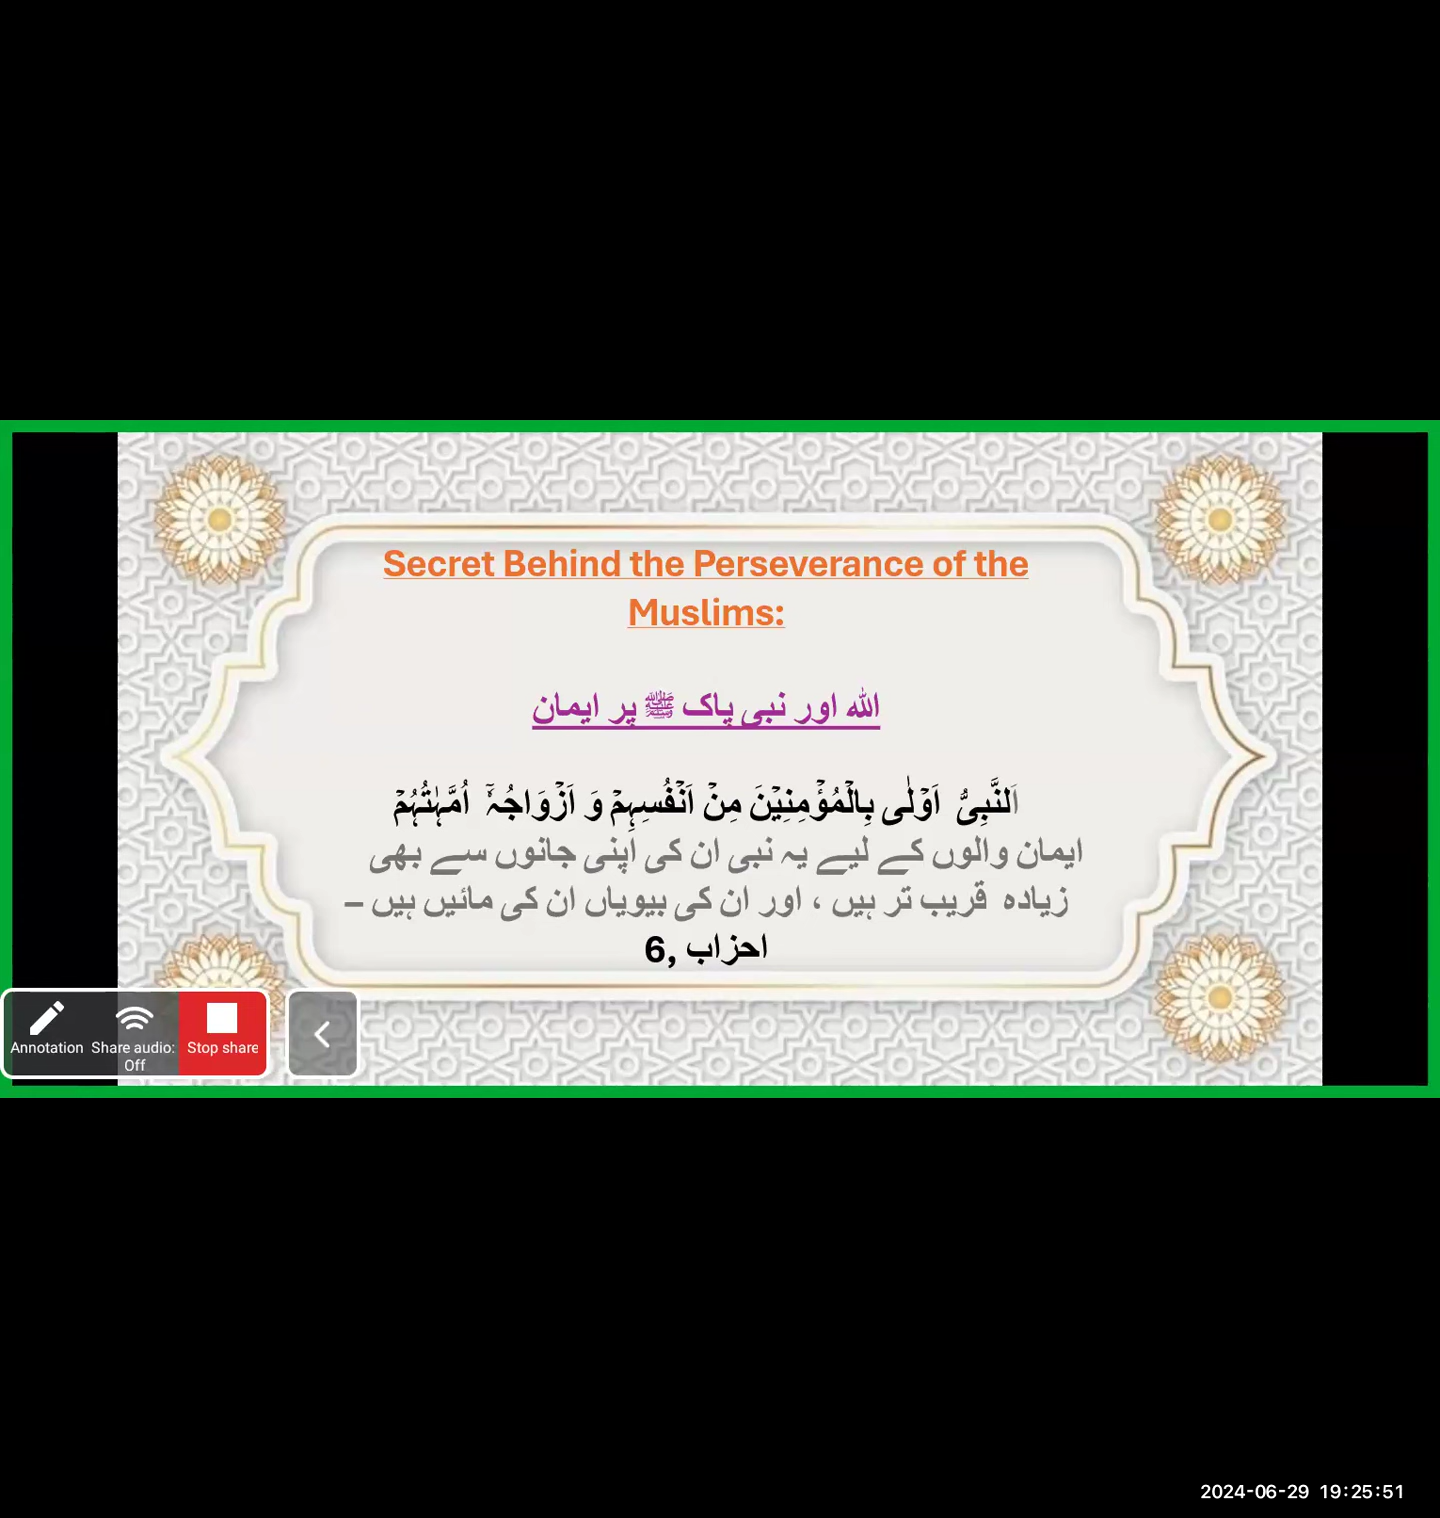 Secret Behind the Perseverance of the
Muslims:
اللہ اور نبی پاک ﷺ پر ایمان
اَلنَّبِیُّ اَوْلٰی بِالْمُؤْمِنِیْنَ مِنْ اَنْفُسِہِمْ وَ اَزْوَاجُہٗۤ اُمَّہٰتُہُمْ
ایمان والوں کے لیے یہ نبی ان کی اپنی جانوں سے بھی
زیادہ قریب تر ہیں ، اور ان کی بیویاں ان کی مائیں ہیں –
احزاب ,6
Annotation
Share audio:
Off
Stop share
2024-06-29 19:25:51